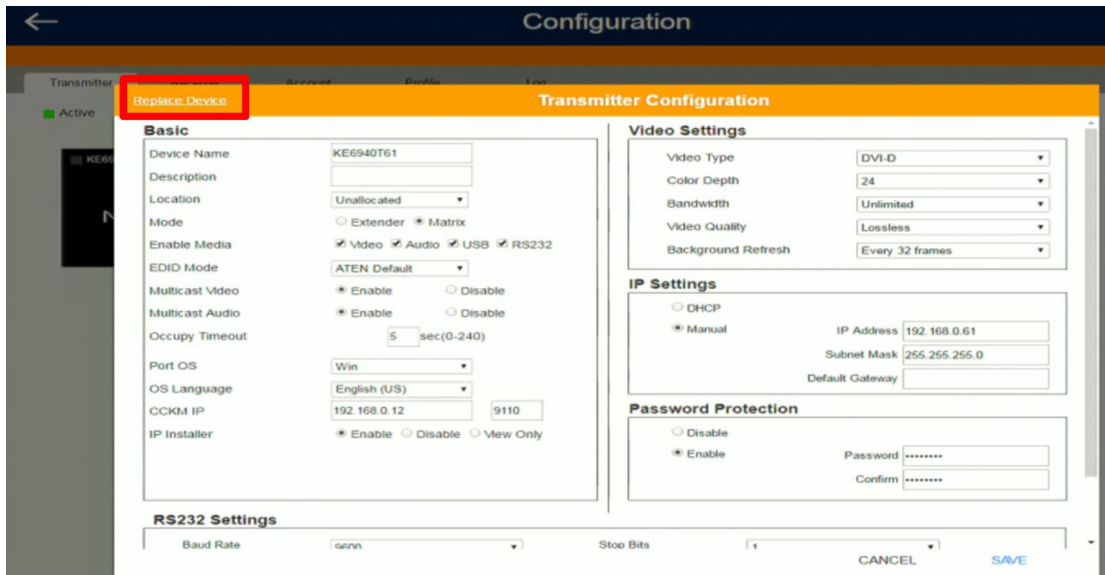 Configuration
Transmitter Account Profile Log
Replace Device Transmitter Configuration
Active
KE69
N
Basic
Device Name KE6940T61
Description
Location Unallocated
Mode Extender Matrix
Enable Media Video Audio USB RS232
EDID Mode ATEN Default
Multicast Video Enable Disable
Multicast Audio Enable Disable
Occupy Timeout 5 sec(0-240)
Port OS Win
OS Language English (US)
CCKM IP 192.168.0.12 9110
IP Installer Enable Disable View Only
Video Settings
Video Type DVI-D
Color Depth 24
Bandwidth Unlimited
Video Quality Lossless
Background Refresh Every 32 frames
IP Settings
DHCP
Manual IP Address 192.168.0.61
Subnet Mask 255.255.255.0
Default Gateway
Password Protection
Disable
Enable Password ••••••••
Confirm ••••••••
RS232 Settings
Baud Rate 9600 Stop Bits 1
CANCEL SAVE